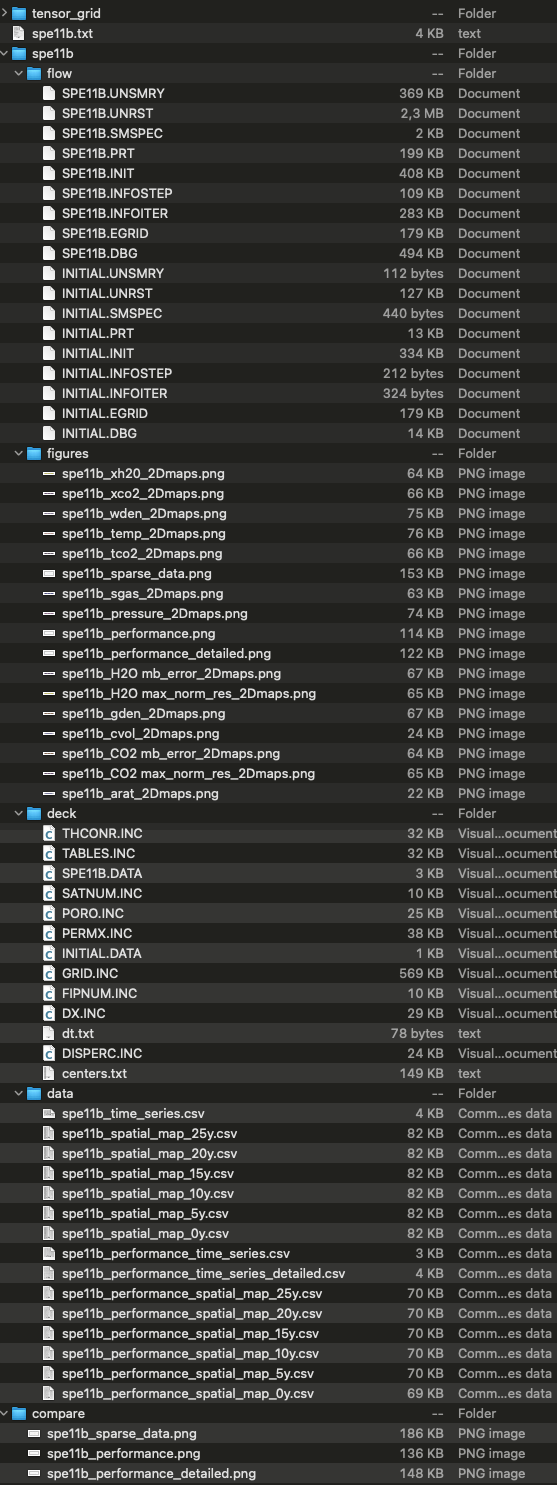 tensor_grid -- Folder
spe11b.txt 4 KB text
spe11b -- Folder
flow -- Folder
SPE11B.UNSMRY 369 KB Document
SPE11B.UNRST 2,3 MB Document
SPE11B.SMSPEC 2 KB Document
SPE11B.PRT 199 KB Document
SPE11B.INIT 408 KB Document
SPE11B.INFOSTEP 109 KB Document
SPE11B.INFOITER 283 KB Document
SPE11B.EGRID 179 KB Document
SPE11B.DBG 494 KB Document
INITIAL.UNSMRY 112 bytes Document
INITIAL.UNRST 127 KB Document
INITIAL.SMSPEC 440 bytes Document
INITIAL.PRT 13 KB Document
INITIAL.INIT 334 KB Document
INITIAL.INFOSTEP 212 bytes Document
INITIAL.INFOITER 324 bytes Document
INITIAL.EGRID 179 KB Document
INITIAL.DBG 14 KB Document
figures -- Folder
spe11b_xh20_2Dmaps.png 64 KB PNG image
spe11b_xco2_2Dmaps.png 66 KB PNG image
spe11b_wden_2Dmaps.png 75 KB PNG image
spe11b_temp_2Dmaps.png 76 KB PNG image
spe11b_tco2_2Dmaps.png 66 KB PNG image
spe11b_sparse_data.png 153 KB PNG image
spe11b_sgas_2Dmaps.png 63 KB PNG image
spe11b_pressure_2Dmaps.png 74 KB PNG image
spe11b_performance.png 114 KB PNG image
spe11b_performance_detailed.png 122 KB PNG image
spe11b_H2O mb_error_2Dmaps.png 67 KB PNG image
spe11b_H2O max_norm_res_2Dmaps.png 65 KB PNG image
spe11b_gden_2Dmaps.png 67 KB PNG image
spe11b_cvol_2Dmaps.png 24 KB PNG image
spe11b_CO2 mb_error_2Dmaps.png 64 KB PNG image
spe11b_CO2 max_norm_res_2Dmaps.png 65 KB PNG image
spe11b_arat_2Dmaps.png 22 KB PNG image
deck -- Folder
THCONR.INC 32 KB Visual...ocument
TABLES.INC 32 KB Visual...ocument
SPE11B.DATA 3 KB Visual...ocument
SATNUM.INC 10 KB Visual...ocument
PORO.INC 25 KB Visual...ocument
PERMX.INC 38 KB Visual...ocument
INITIAL.DATA 1 KB Visual...ocument
GRID.INC 569 KB Visual...ocument
FIPNUM.INC 10 KB Visual...ocument
DX.INC 29 KB Visual...ocument
dt.txt 78 bytes text
DISPERC.INC 24 KB Visual...ocument
centers.txt 149 KB text
data -- Folder
spe11b_time_series.csv 4 KB Comm...es data
spe11b_spatial_map_25y.csv 82 KB Comm...es data
spe11b_spatial_map_20y.csv 82 KB Comm...es data
spe11b_spatial_map_15y.csv 82 KB Comm...es data
spe11b_spatial_map_10y.csv 82 KB Comm...es data
spe11b_spatial_map_5y.csv 82 KB Comm...es data
spe11b_spatial_map_0y.csv 82 KB Comm...es data
spe11b_performance_time_series.csv 3 KB Comm...es data
spe11b_performance_time_series_detailed.csv 4 KB Comm...es data
spe11b_performance_spatial_map_25y.csv 70 KB Comm...es data
spe11b_performance_spatial_map_20y.csv 70 KB Comm...es data
spe11b_performance_spatial_map_15y.csv 70 KB Comm...es data
spe11b_performance_spatial_map_10y.csv 70 KB Comm...es data
spe11b_performance_spatial_map_5y.csv 70 KB Comm...es data
spe11b_performance_spatial_map_0y.csv 69 KB Comm...es data
compare -- Folder
spe11b_sparse_data.png 186 KB PNG image
spe11b_performance.png 136 KB PNG image
spe11b_performance_detailed.png 148 KB PNG image